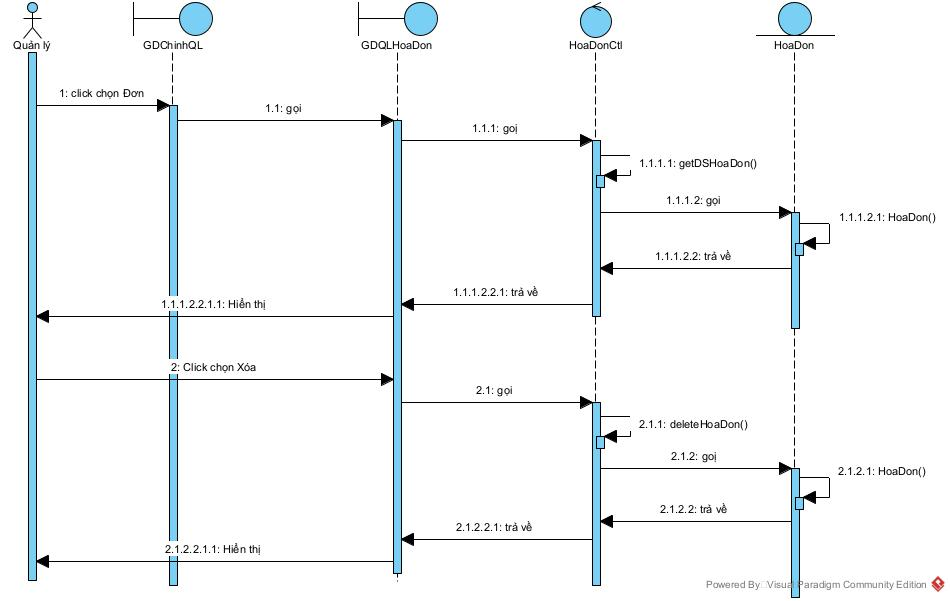 Quản lý
GDChinhQL
GDQLHoaDon
HoaDonCtl
HoaDon
1: click chọn Đơn
1.1: gọi
1.1.1: goị
1.1.1.1: getDSHoaDon()
1.1.1.2: gọi
1.1.1.2.1: HoaDon()
1.1.1.2.2: trả về
1.1.1.2.2.1: trả về
1.1.1.2.2.1.1: Hiển thị
2: Click chọn Xóa
2.1: gọi
2.1.1: deleteHoaDon()
2.1.2: goị
2.1.2.1: HoaDon()
2.1.2.2: trả về
2.1.2.2.1: trả về
2.1.2.2.1.1: Hiển thị
Powered By Visual Paradigm Community Edition